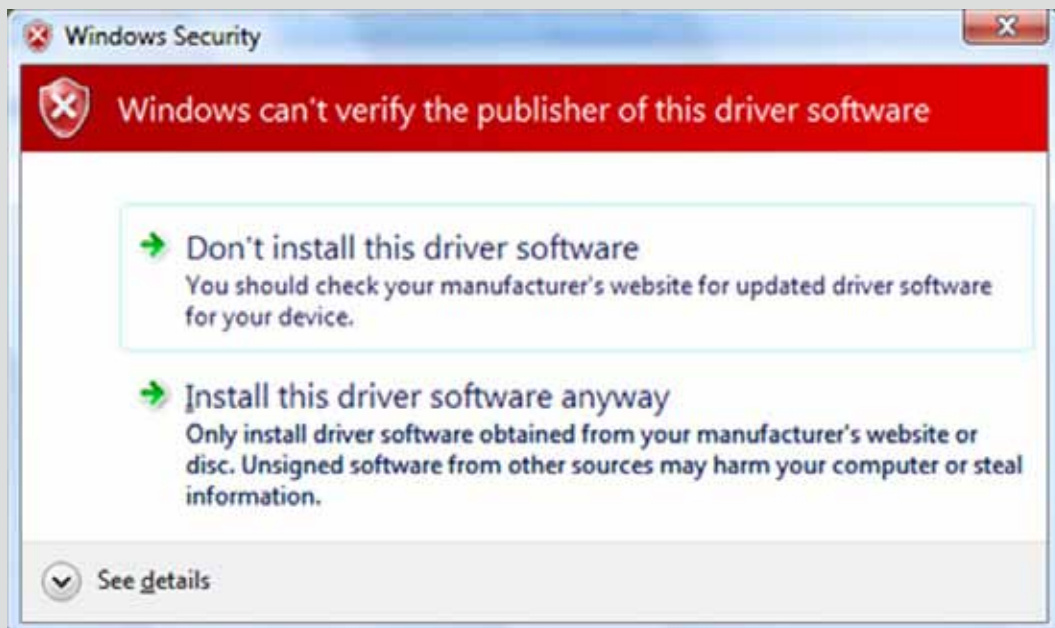 Windows Security
Windows can't verify the publisher of this driver software
Don't install this driver software
You should check your manufacturer's website for updated driver software
for your device.
Install this driver software anyway
Only install driver software obtained from your manufacturer's website or
disc. Unsigned software from other sources may harm your computer or steal
information.
See details